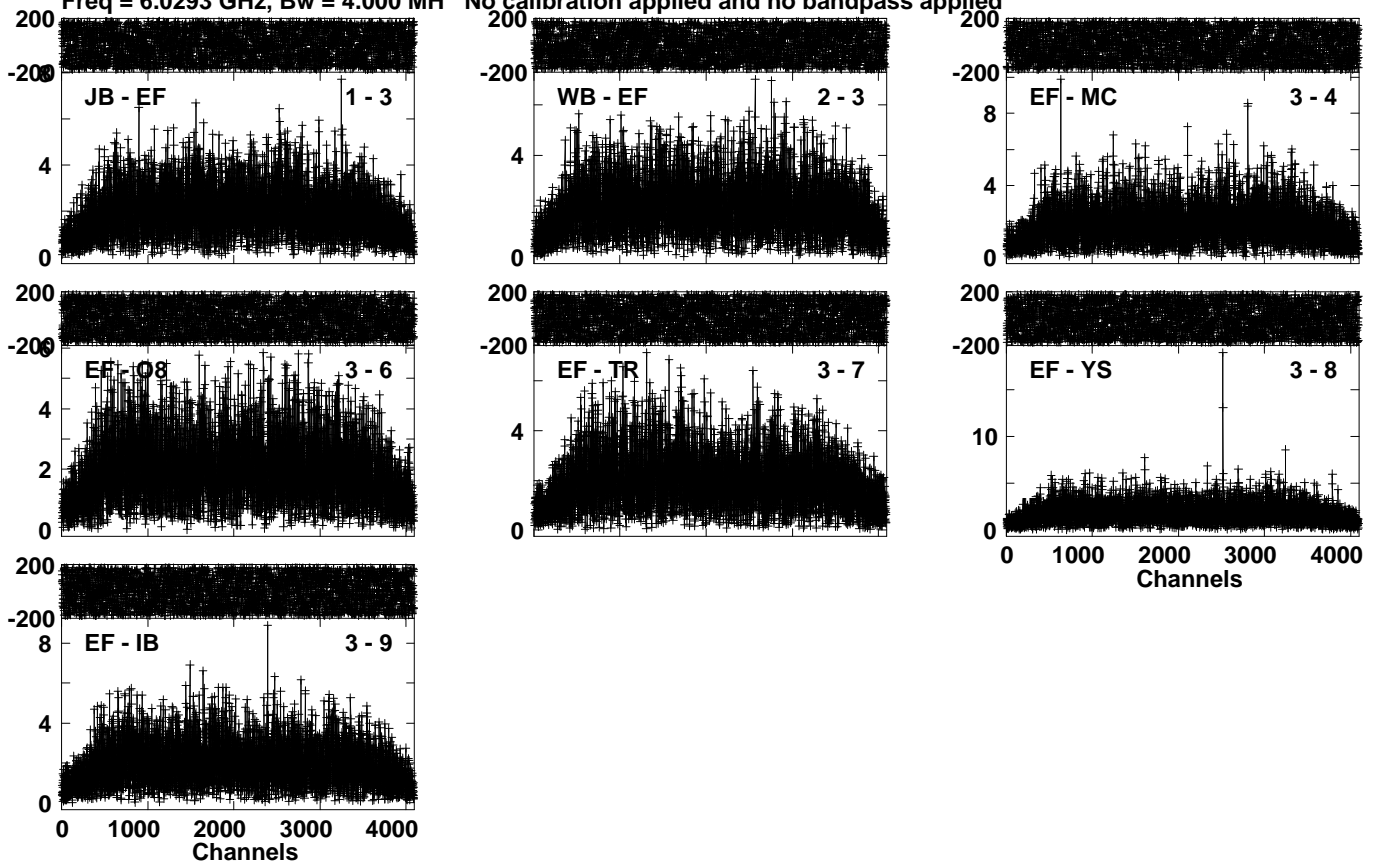 Freq = 6.0293 GHz, Bw = 4.000 MH No calibration applied and no bandpass applied
200 200 200
-200 -200 -200
8
JB - EF 1 - 3 WB - EF 2 - 3 EF - MC 3 - 4
8
4 4 4
0 0 0
200 200 200
-200 -200 -200
6
EF - O8 3 - 6 EF - TR 3 - 7 EF - YS 3 - 8
4 4 10
2
0 0 0
0 1000 2000 3000 4000
Channels
200
-200
8
EF - IB 3 - 9
4
0
0 1000 2000 3000 4000
Channels